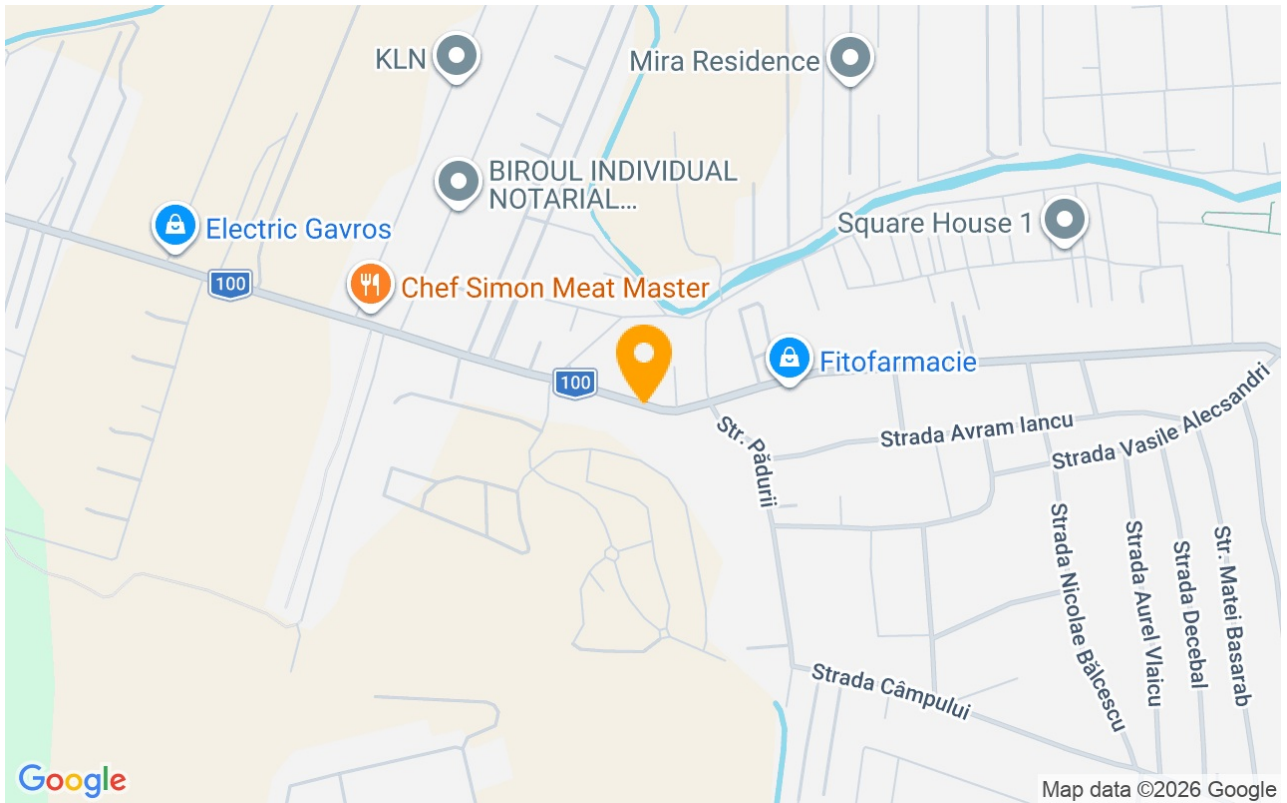 KLN
Mira Residence
BIROUL INDIVIDUAL
NOTARIAL...
Square House 1
Electric Gavros
100
Chef Simon Meat Master
Fitofarmacie
100
Str. Pădurii
Strada Avram Iancu
Strada Vasile Alecsandri
Strada Nicolae Bălcescu
Strada Aurel Vlaicu
Strada Decebal
Str. Matei Basarab
Strada Câmpului
Google
Map data ©2026 Google